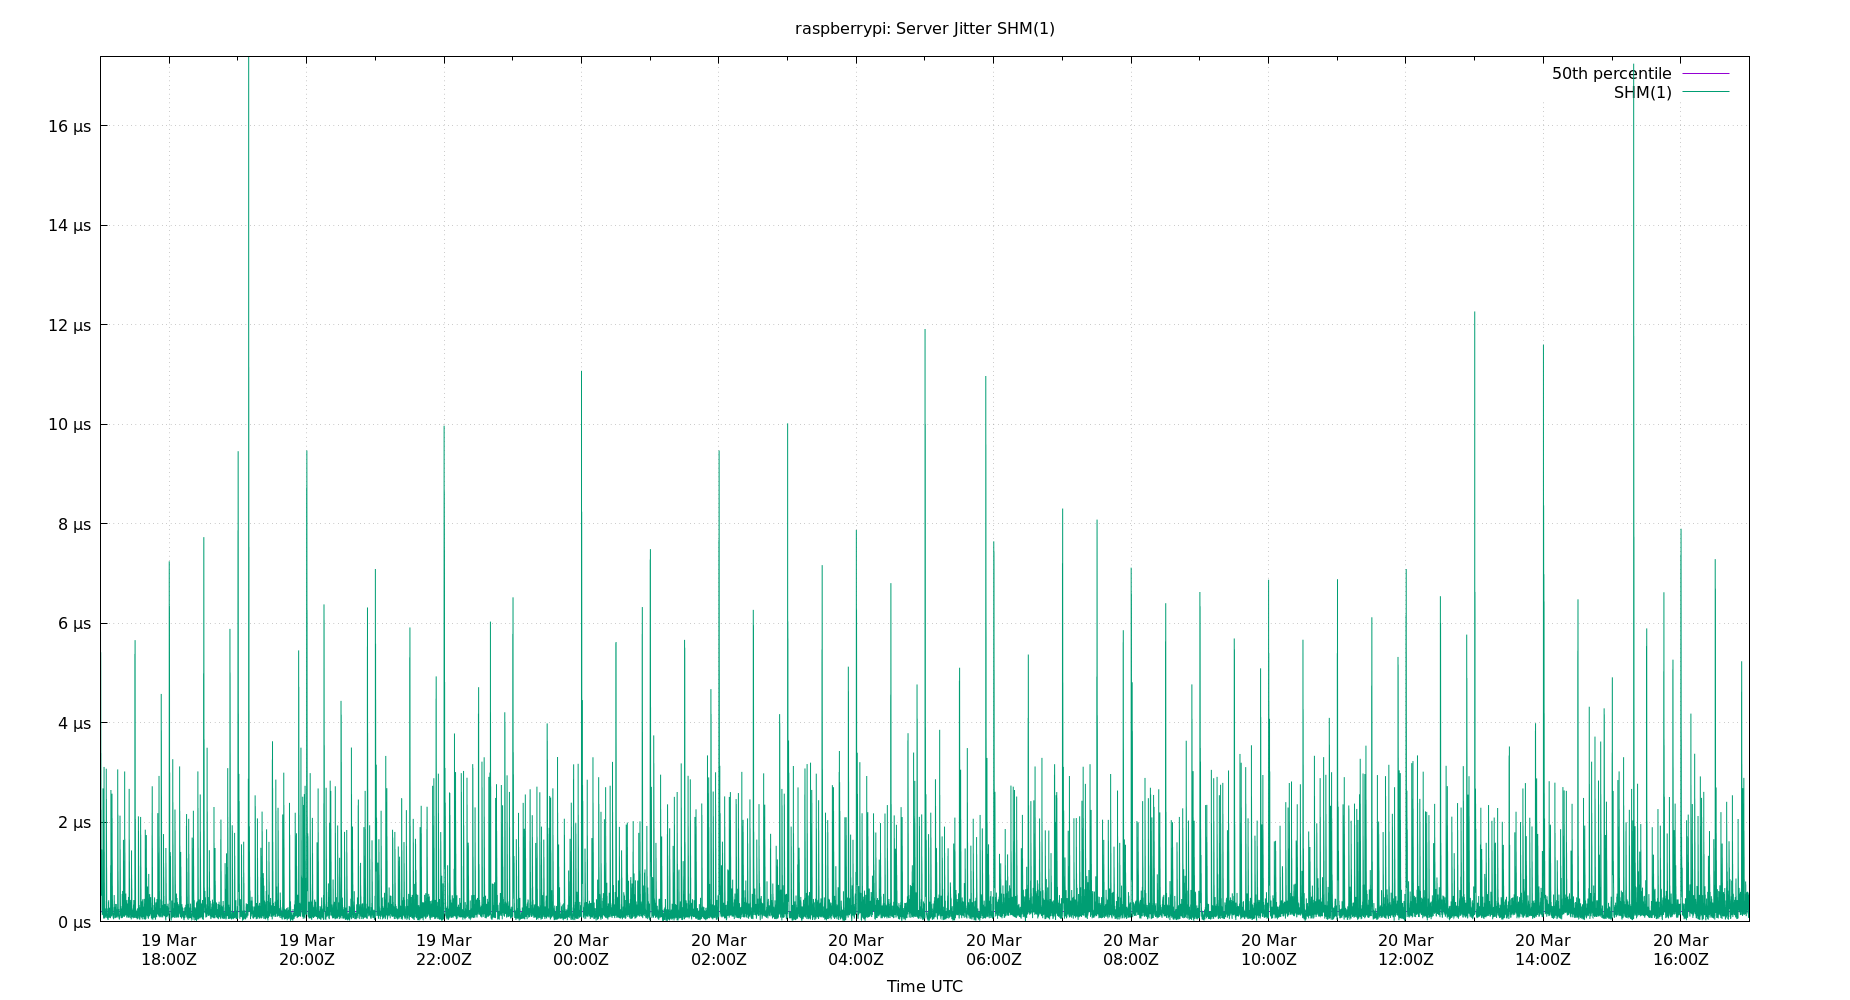 raspberrypi: Server Jitter SHM(1)
50th percentile
SHM(1)
16 µs
14 µs
12 µs
10 µs
8 µs
6 µs
4 µs
2 µs
0 µs
19 Mar 19 Mar 19 Mar 20 Mar 20 Mar 20 Mar 20 Mar 20 Mar 20 Mar 20 Mar 20 Mar 20 Mar
18:00Z 20:00Z 22:00Z 00:00Z 02:00Z 04:00Z 06:00Z 08:00Z 10:00Z 12:00Z 14:00Z 16:00Z
Time UTC